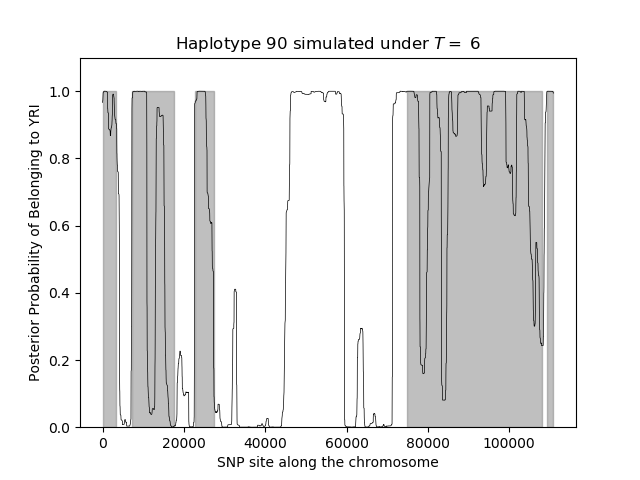 Haplotype 90 simulated under T = 6
Posterior Probability of Belonging to YRI
1.0
0.8
0.6
0.4
0.2
0.0
0 20000 40000 60000 80000 100000
SNP site along the chromosome